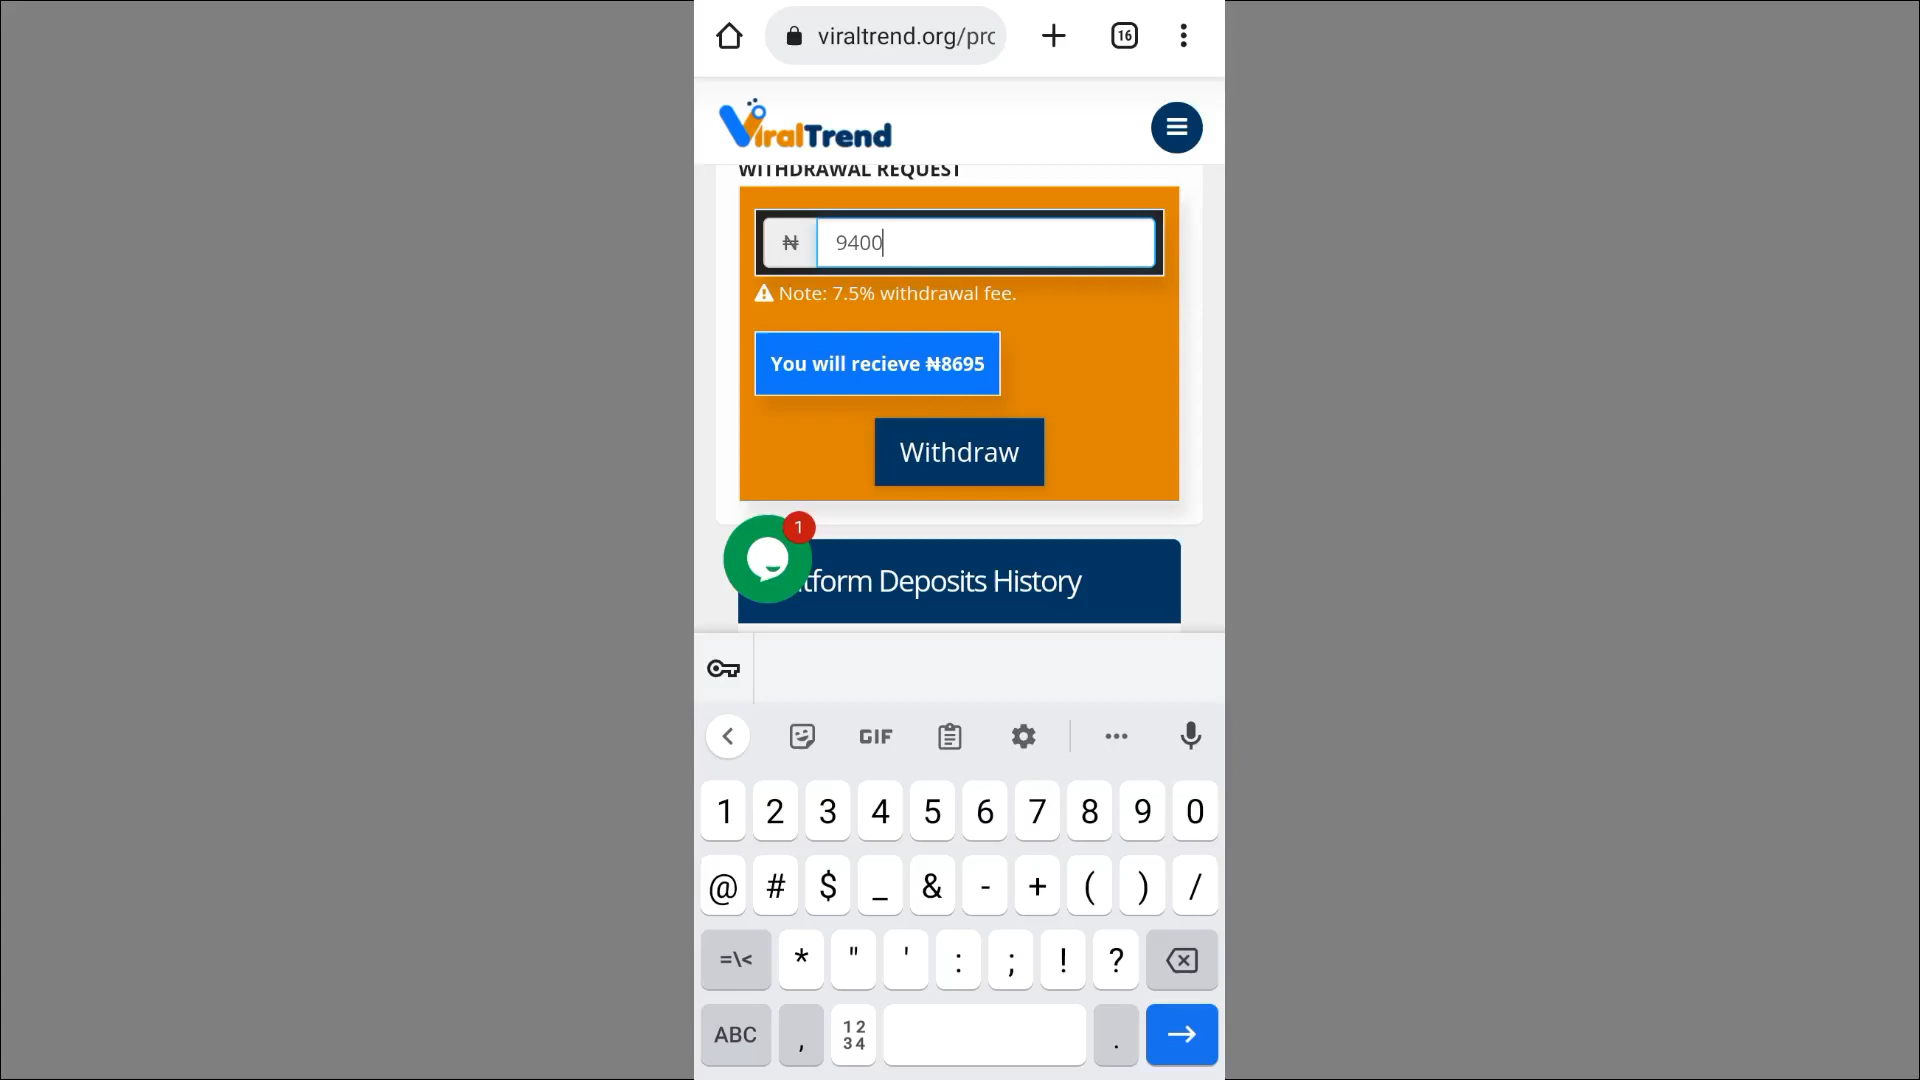 viraltrend.org/prc
16
ViralTrend
WITHDRAWAL REQUEST
₦ 9400
Note: 7.5% withdrawal fee.
You will recieve ₦8695
Withdraw
1
tform Deposits History
GIF
1 2 3 4 5 6 7 8 9 0
@ # $ _ & - + ( ) /
=\< * " ' : ; ! ?
ABC , 12 34 .